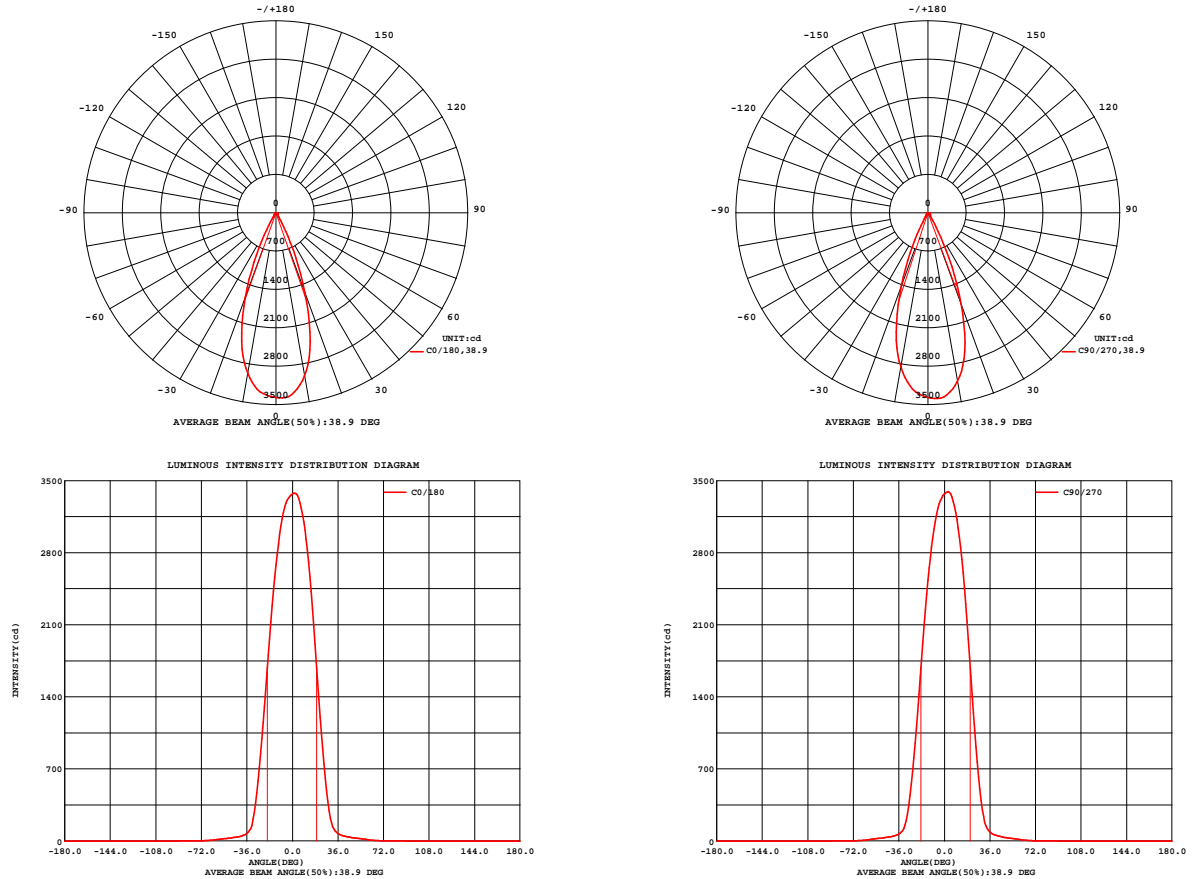 -/+180
-150 150
-120 120
-90 90
-60 60
-30 30
0
700
1400
2100
2800
3500
0
UNIT:cd
C0/180,38.9
AVERAGE BEAM ANGLE(50%):38.9 DEG
-/+180
-150 150
-120 120
-90 90
-60 60
-30 30
0
700
1400
2100
2800
3500
0
UNIT:cd
C90/270,38.9
AVERAGE BEAM ANGLE(50%):38.9 DEG
LUMINOUS INTENSITY DISTRIBUTION DIAGRAM
C0/180
INTENSITY(cd)
3500
2800
2100
1400
700
0
-180.0 -144.0 -108.0 -72.0 -36.0 0.0 36.0 72.0 108.0 144.0 180.0
ANGLE(DEG)
AVERAGE BEAM ANGLE(50%):38.9 DEG
LUMINOUS INTENSITY DISTRIBUTION DIAGRAM
C90/270
INTENSITY(cd)
3500
2800
2100
1400
700
0
-180.0 -144.0 -108.0 -72.0 -36.0 0.0 36.0 72.0 108.0 144.0 180.0
ANGLE(DEG)
AVERAGE BEAM ANGLE(50%):38.9 DEG